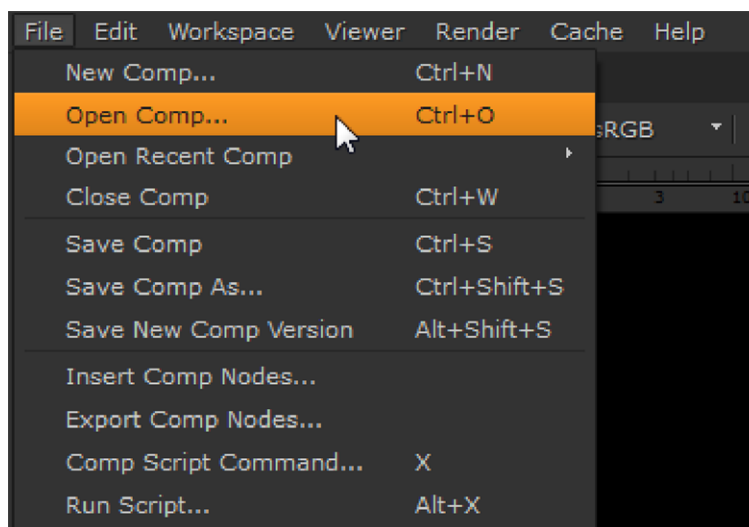 File Edit Workspace Viewer Render Cache Help
New Comp... Ctrl+N
Open Comp... Ctrl+O
sRGB
Open Recent Comp
Close Comp Ctrl+W
3 10
Save Comp Ctrl+S
Save Comp As... Ctrl+Shift+S
Save New Comp Version Alt+Shift+S
Insert Comp Nodes...
Export Comp Nodes...
Comp Script Command... X
Run Script... Alt+X